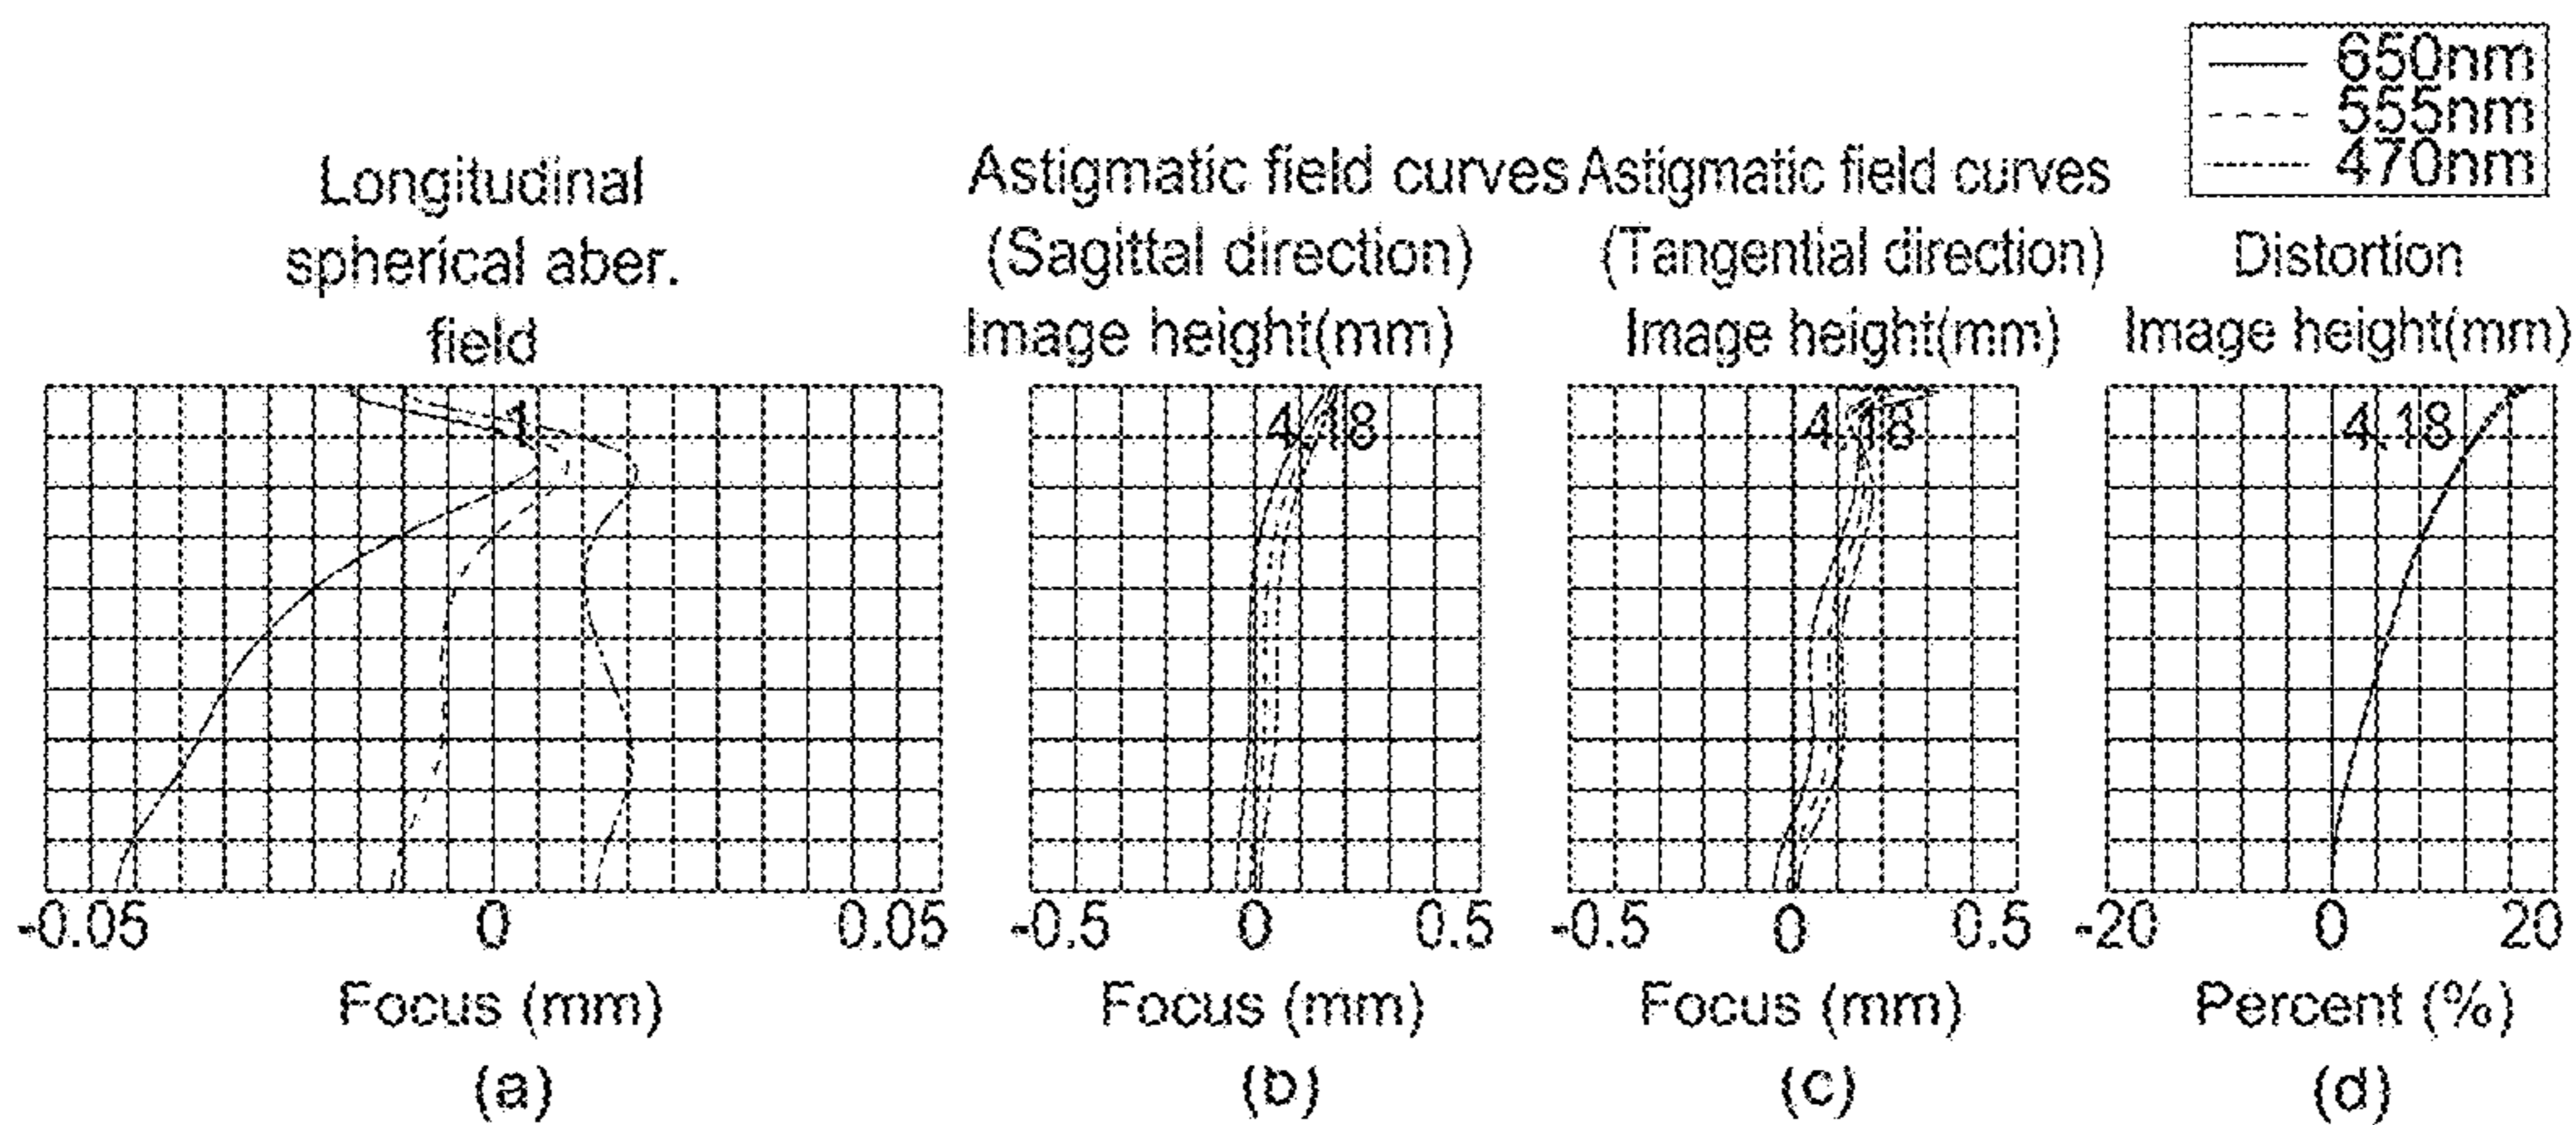 650nm
555nm
470nm
Longitudinal
spherical aber.
field
Astigmatic field curves
(Sagittal direction)
Image height(mm)
Astigmatic field curves
(Tangential direction)
Image height(mm)
Distortion
Image height(mm)
1
4.18
4.18
4.18
-0.05 0 0.05
-0.5 0 0.5
-0.5 0 0.5
-20 0 20
Focus (mm)
Focus (mm)
Focus (mm)
Percent (%)
(a)
(b)
(c)
(d)